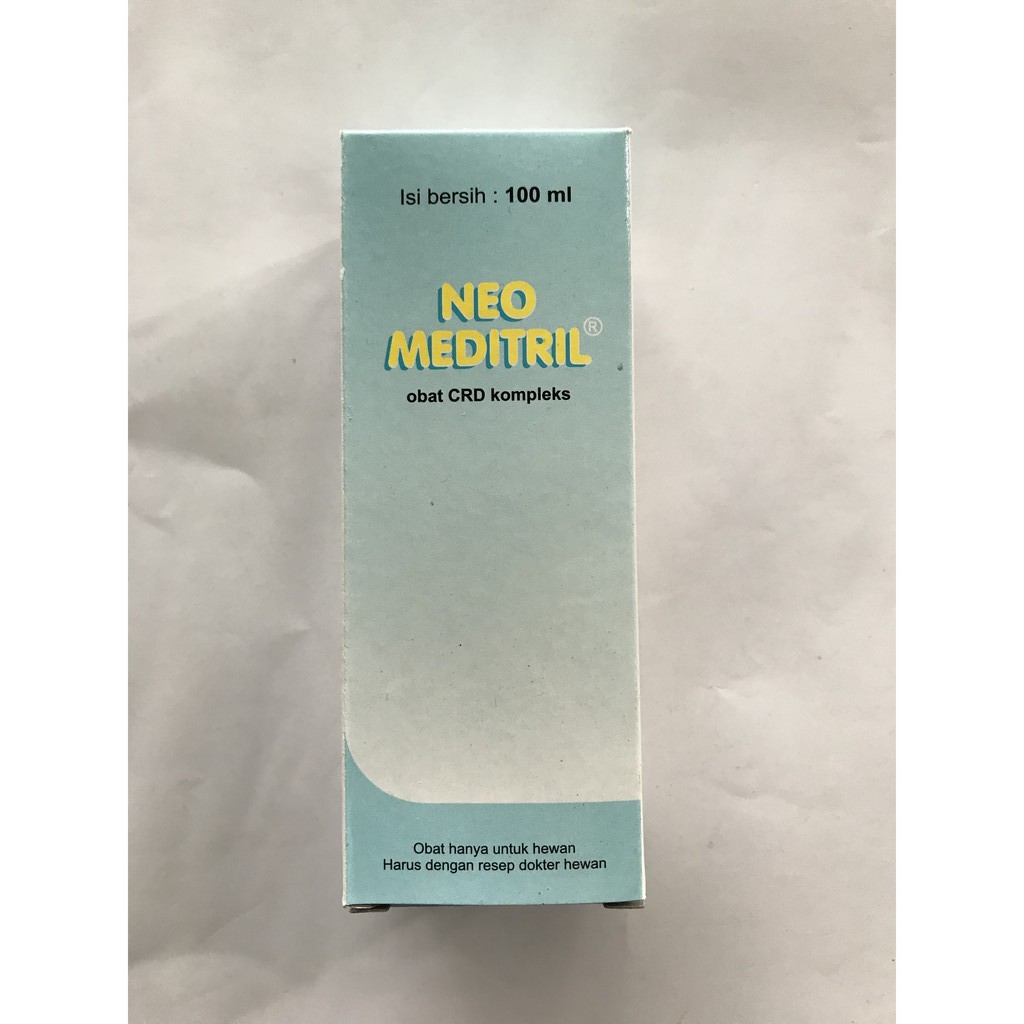 Isi bersih : 100 ml
NEO
MEDITRIL®
obat CRD kompleks
Obat hanya untuk hewan
Harus dengan resep dokter hewan